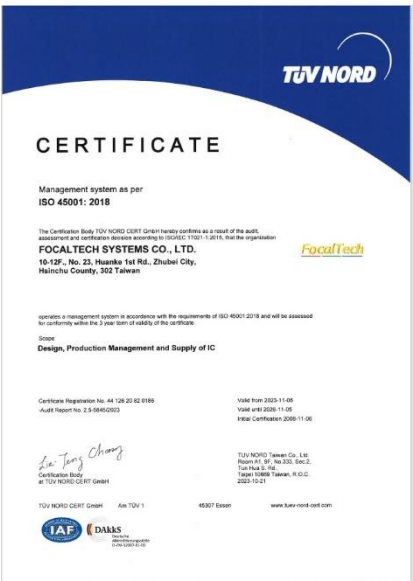 TÜV NORD
CERTIFICATE
Management system as per
ISO 45001: 2018
The Certification Body TÜV NORD CERT GmbH hereby confirms as a result of the audit,
assessment and certification decision according to ISO/IEC 17021-1:2015, that the organization
FOCALTECH SYSTEMS CO., LTD.
10-12F., No. 23, Huanke 1st Rd., Zhubei City,
Hsinchu County, 302 Taiwan
FocalTech
operates a management system in accordance with the requirements of ISO 45001:2018 and will be assessed
for conformity within the 3 year term of validity of the certificate
Scope
Design, Production Management and Supply of IC
Certificate Registration No. 44 126 20 82 0186
-Audit Report No. 2.5-5845/2023
Valid from 2023-11-06
Valid until 2026-11-05
Initial Certification 2008-11-06
Certification Body
at TÜV NORD CERT GmbH
TÜV NORD Taiwan Co., Ltd.
Room A1, 9F, No.333, Sec.2,
Tun Hua S. Rd.,
Taipei 10669 Taiwan, R.O.C.
2023-10-21
TÜV NORD CERT GmbH Am TÜV 1 45307 Essen www.tuev-nord-cert.com
IAF
DAkkS
Deutsche
Akkreditierungsstelle